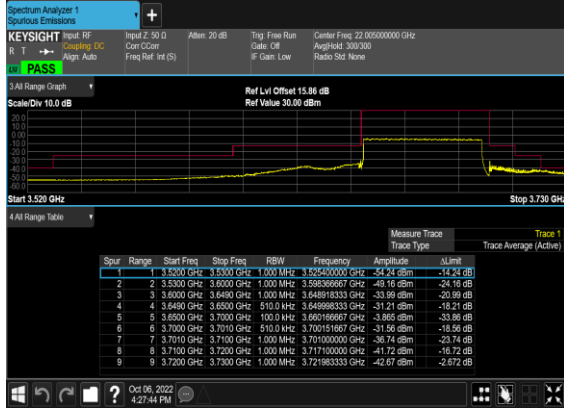 Spectrum Analyzer 1
Spurious Emissions
+
KEYSIGHT Input: RF Input Z: 50 Ω Atten: 20 dB Trig: Free Run Center Freq: 22.005000000 GHz
R T Coupling: DC Corr CCorr Gate: Off Avg|Hold: 300/300
Align: Auto Freq Ref: Int (S) IF Gain: Low Radio Std: None
PASS
3 All Range Graph
Ref Lvl Offset 15.86 dB
Scale/Div 10.0 dB Ref Value 30.00 dBm
20.0
10.0
0.00
-10.0
-20.0
-30.0
-40.0
-50.0
-60.0
Start 3.520 GHz Stop 3.730 GHz
4 All Range Table
Measure Trace Trace 1
Trace Type Trace Average (Active)
Spur Range Start Freq Stop Freq RBW Frequency Amplitude ΔLimit
1 1 3.5200 GHz 3.5300 GHz 1.000 MHz 3.525400000 GHz -54.24 dBm -14.24 dB
2 2 3.5300 GHz 3.6000 GHz 1.000 MHz 3.598366667 GHz -49.16 dBm -24.16 dB
3 3 3.6000 GHz 3.6490 GHz 1.000 MHz 3.648918333 GHz -33.99 dBm -20.99 dB
4 4 3.6490 GHz 3.6500 GHz 510.0 kHz 3.649998333 GHz -31.21 dBm -18.21 dB
5 5 3.6500 GHz 3.7000 GHz 100.0 kHz 3.660166667 GHz -3.865 dBm -33.86 dB
6 6 3.7000 GHz 3.7010 GHz 510.0 kHz 3.700151667 GHz -31.56 dBm -18.56 dB
7 7 3.7010 GHz 3.7100 GHz 1.000 MHz 3.701000000 GHz -36.74 dBm -23.74 dB
8 8 3.7100 GHz 3.7200 GHz 1.000 MHz 3.717100000 GHz -41.72 dBm -16.72 dB
9 9 3.7200 GHz 3.7300 GHz 1.000 MHz 3.721983333 GHz -42.67 dBm -2.672 dB
? Oct 06, 2022
4:27:44 PM